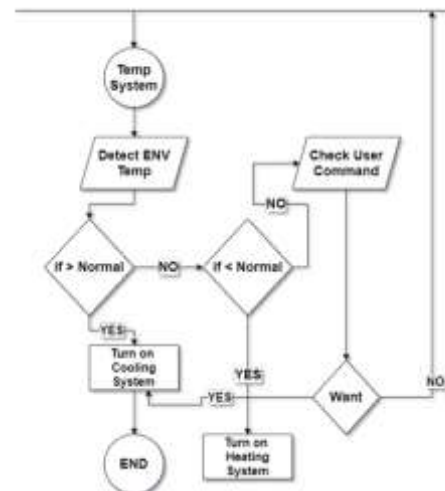 Temp
System
Detect ENV
Temp
Check User
Command
NO
if > Normal
NO
if < Normal
YES
Turn on
Cooling
System
YES
YES
Want
NO
END
Turn on
Heating
System